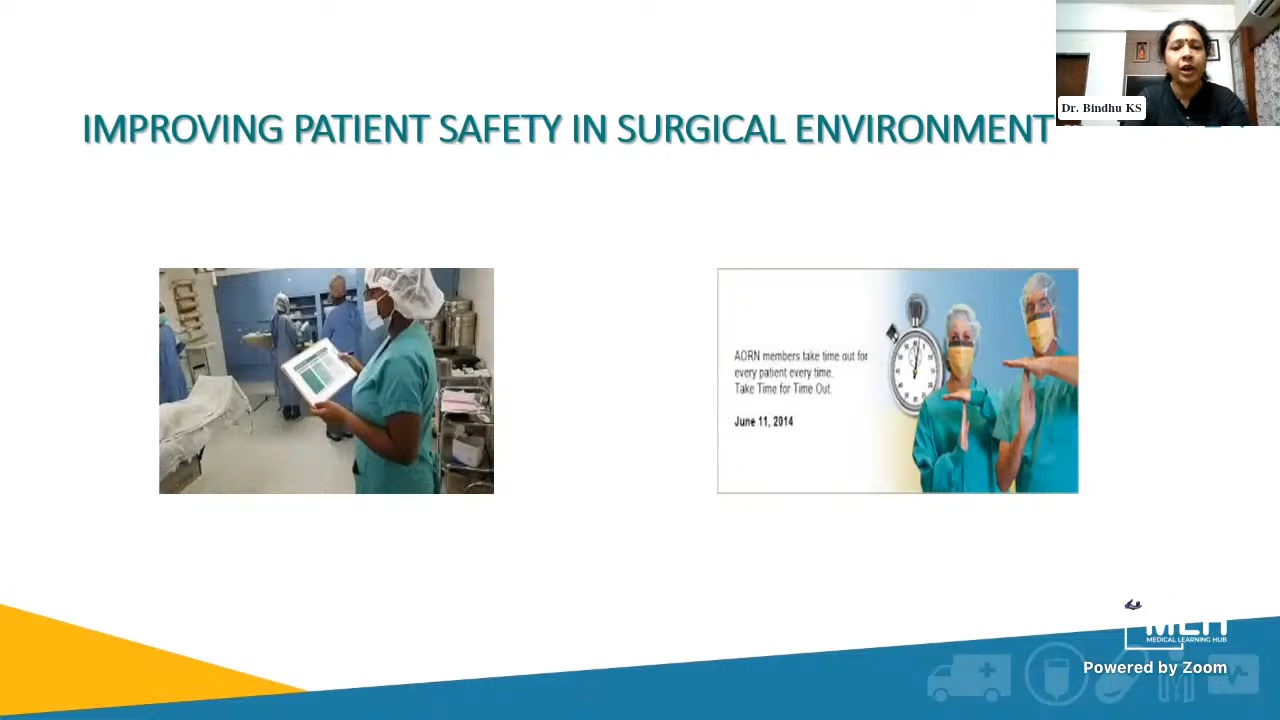 IMPROVING PATIENT SAFETY IN SURGICAL ENVIRONMENT
Dr. Bindhu KS
AORN members take time out for
every patient every time.
Take Time for Time Out.
June 11, 2014
MLH
MEDICAL LEARNING HUB
Powered by Zoom